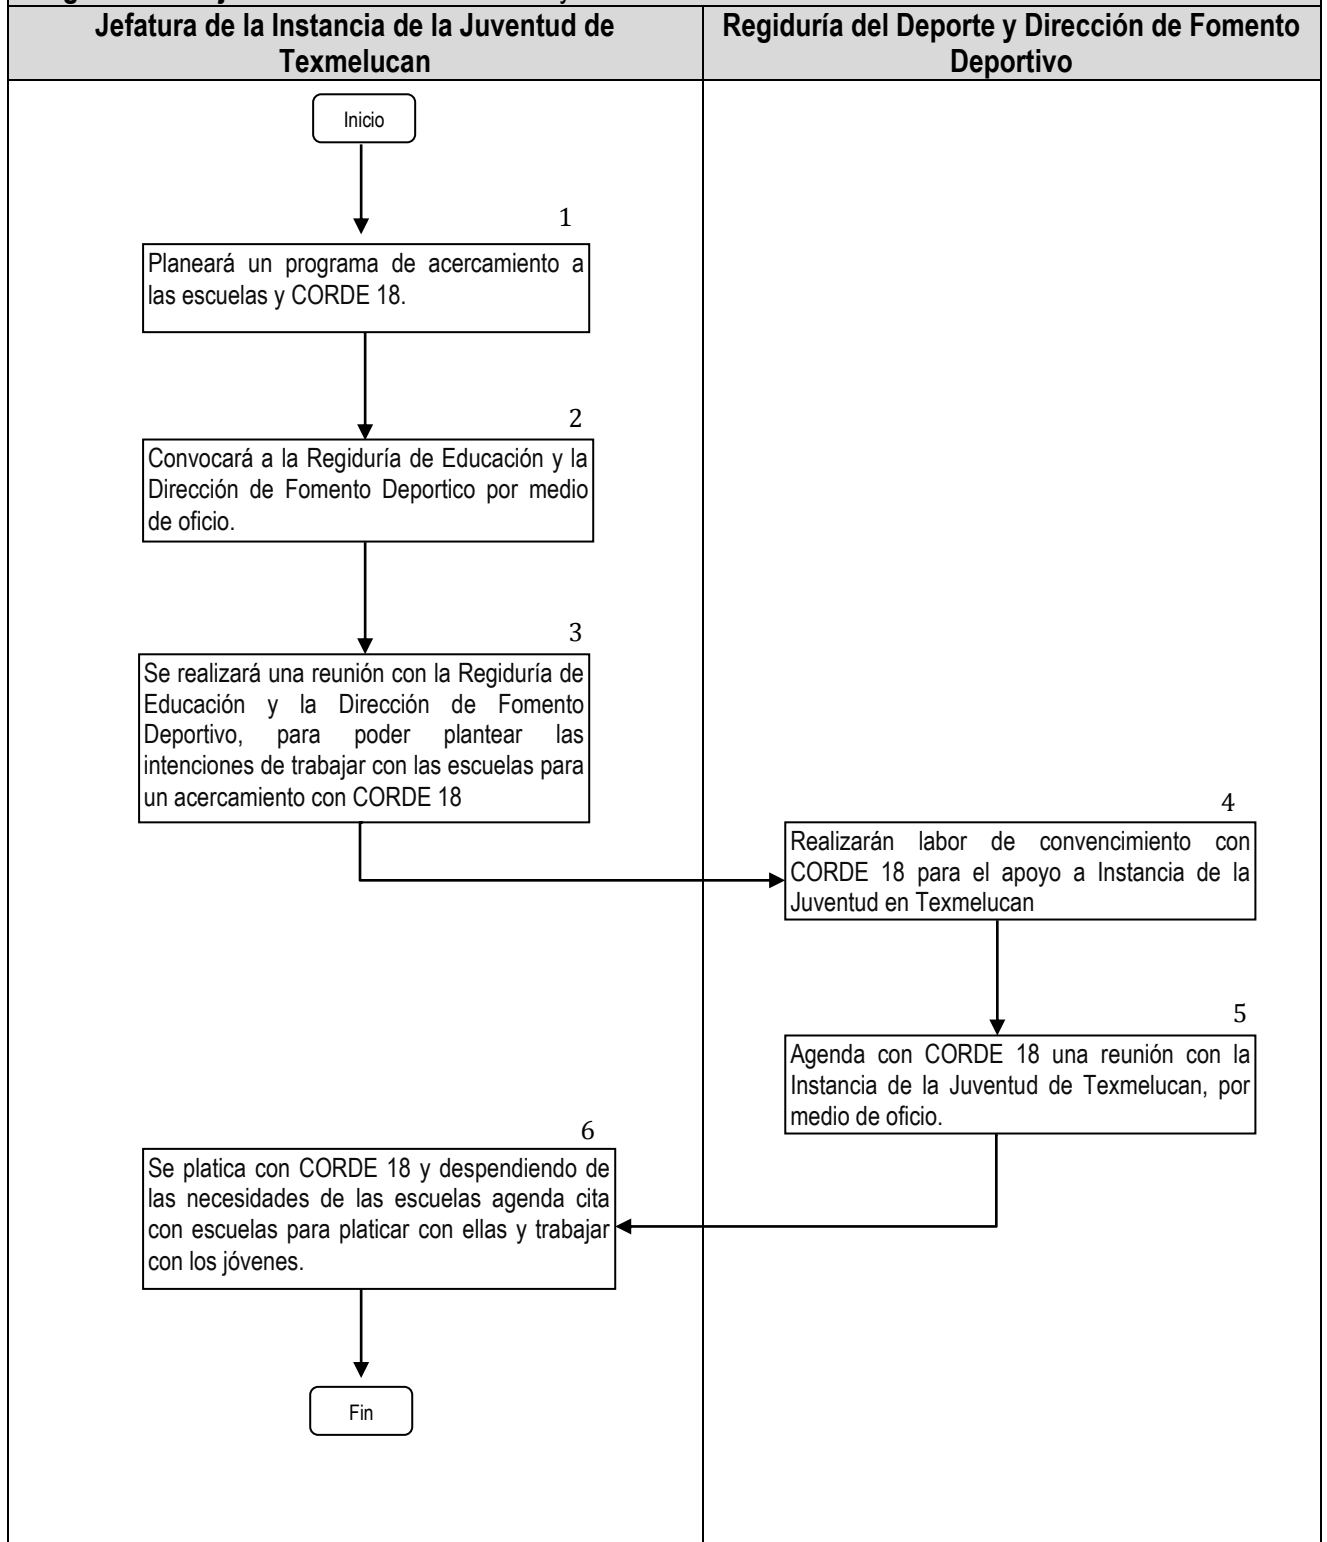 Jefatura de la Instancia de la Juventud de
Texmelucan
Regiduría del Deporte y Dirección de Fomento
Deportivo
Inicio
1
Planeará un programa de acercamiento a
las escuelas y CORDE 18.
2
Convocará a la Regiduría de Educación y la
Dirección de Fomento Deportico por medio
de oficio.
3
Se realizará una reunión con la Regiduría de
Educación y la Dirección de Fomento
Deportivo, para poder plantear las
intenciones de trabajar con las escuelas para
un acercamiento con CORDE 18
4
Realizarán labor de convencimiento con
CORDE 18 para el apoyo a Instancia de la
Juventud en Texmelucan
5
Agenda con CORDE 18 una reunión con la
Instancia de la Juventud de Texmelucan, por
medio de oficio.
6
Se platica con CORDE 18 y despendiendo de
las necesidades de las escuelas agenda cita
con escuelas para platicar con ellas y trabajar
con los jóvenes.
Fin